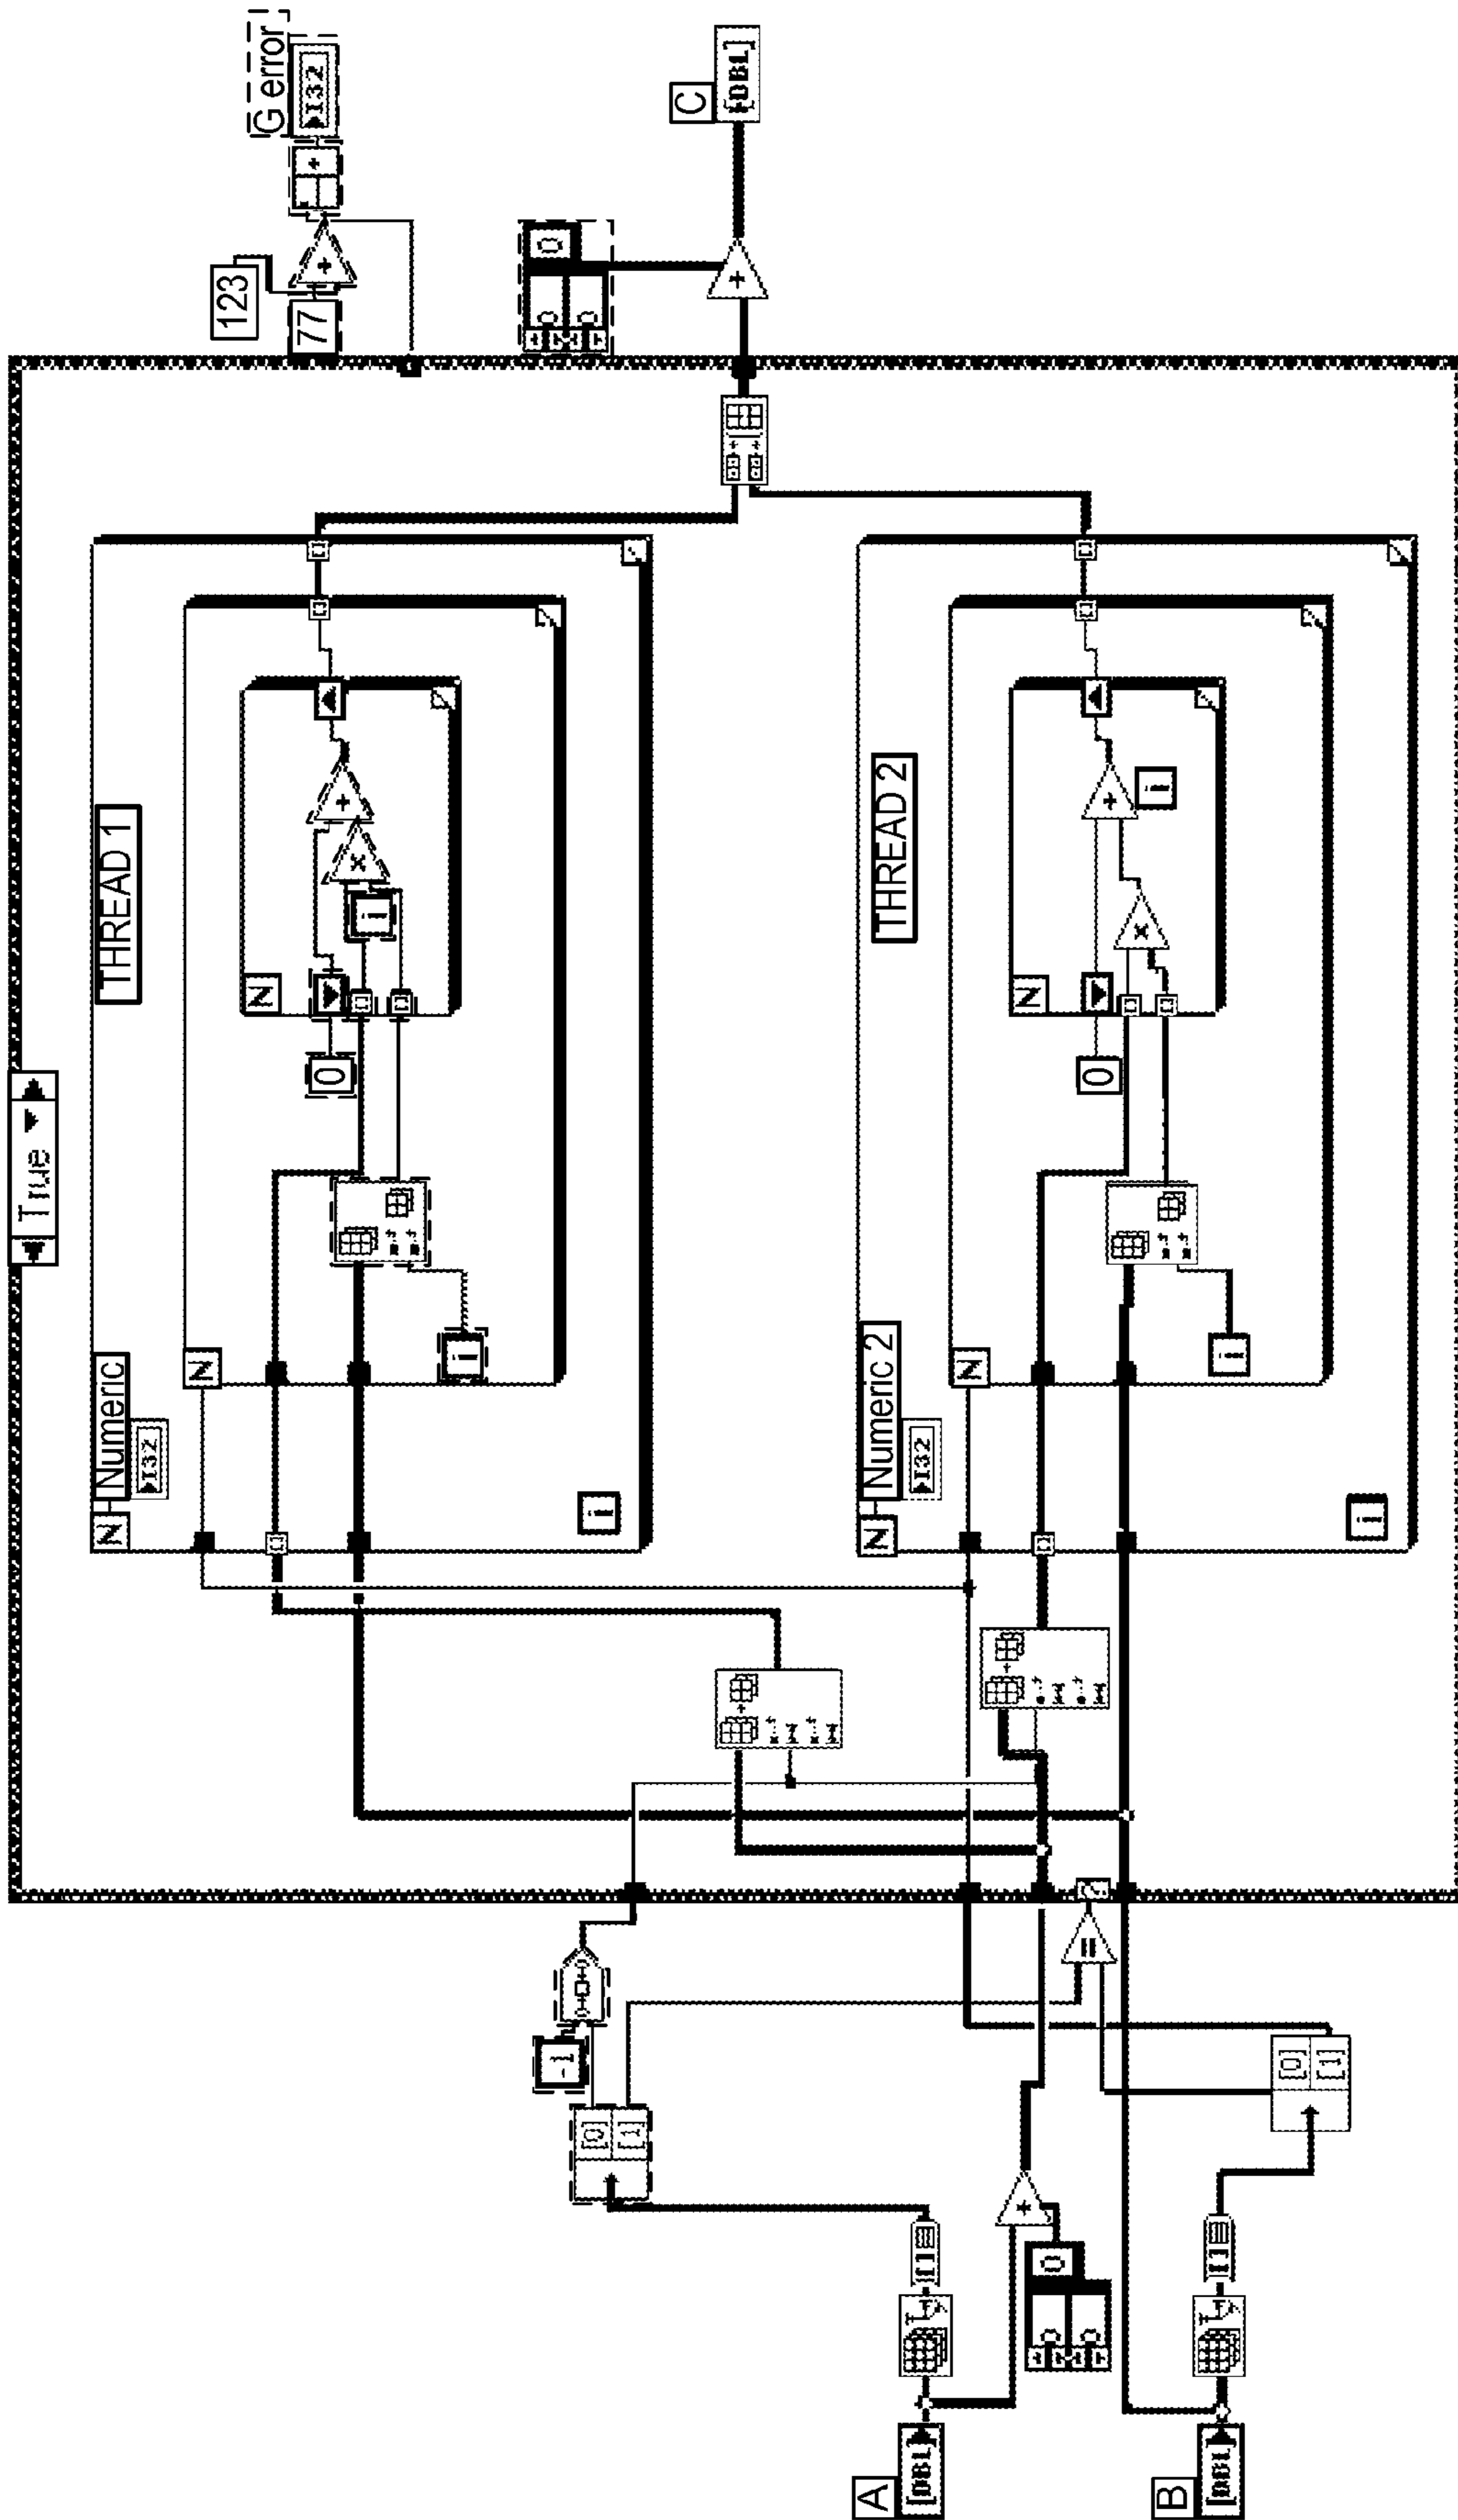 True
THREAD 1
Numeric
I32
N
N
N
i
i
i
0
THREAD 2
Numeric 2
I32
N
N
N
i
i
i
0
A
[DBL]
B
[DBL]
[0]
[1]
-1
[0]
[1]
0
0
123
77
G error
I32
C
[DBL]